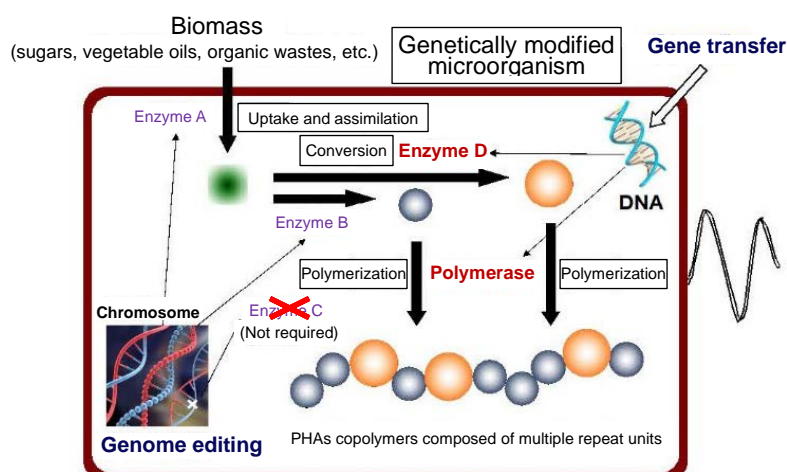 Biomass
(sugars, vegetable oils, organic wastes, etc.)
Genetically modified
microorganism
Gene transfer
Enzyme A
Uptake and assimilation
Conversion
Enzyme D
DNA
Enzyme B
Polymerization
Polymerase
Polymerization
Chromosome
Enzyme C
(Not required)
Genome editing
PHAs copolymers composed of multiple repeat units